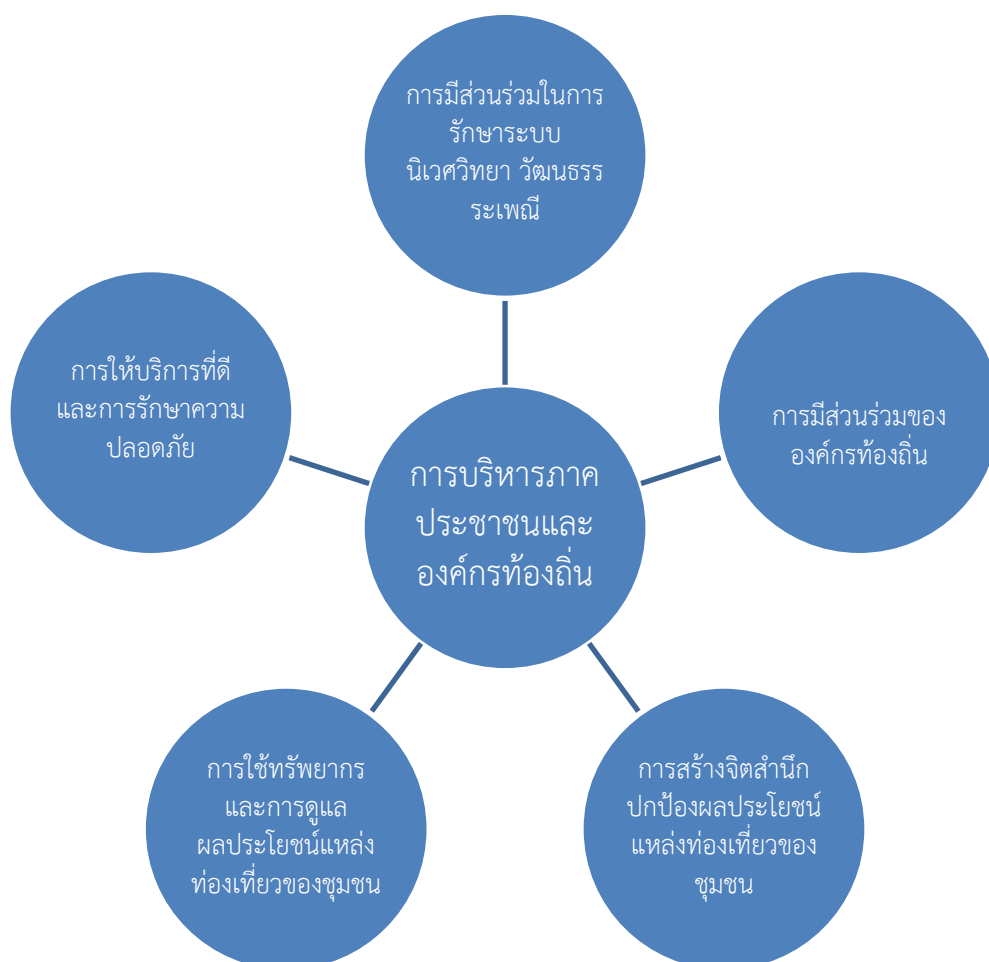 การมีส่วนร่วมในการ
รักษาระบบ
นิเวศวิทยา วัฒนธรร
ระเพณี
การให้บริการที่ดี
และการรักษาความ
ปลอดภัย
การมีส่วนร่วมของ
องค์กรท้องถิ่น
การบริหารภาค
ประชาชนและ
องค์กรท้องถิ่น
การใช้ทรัพยากร
และการดูแล
ผลประโยชน์แหล่ง
ท่องเที่ยวของชุมชน
การสร้างจิตสำนึก
ปกป้องผลประโยชน์
แหล่งท่องเที่ยวของ
ชุมชน